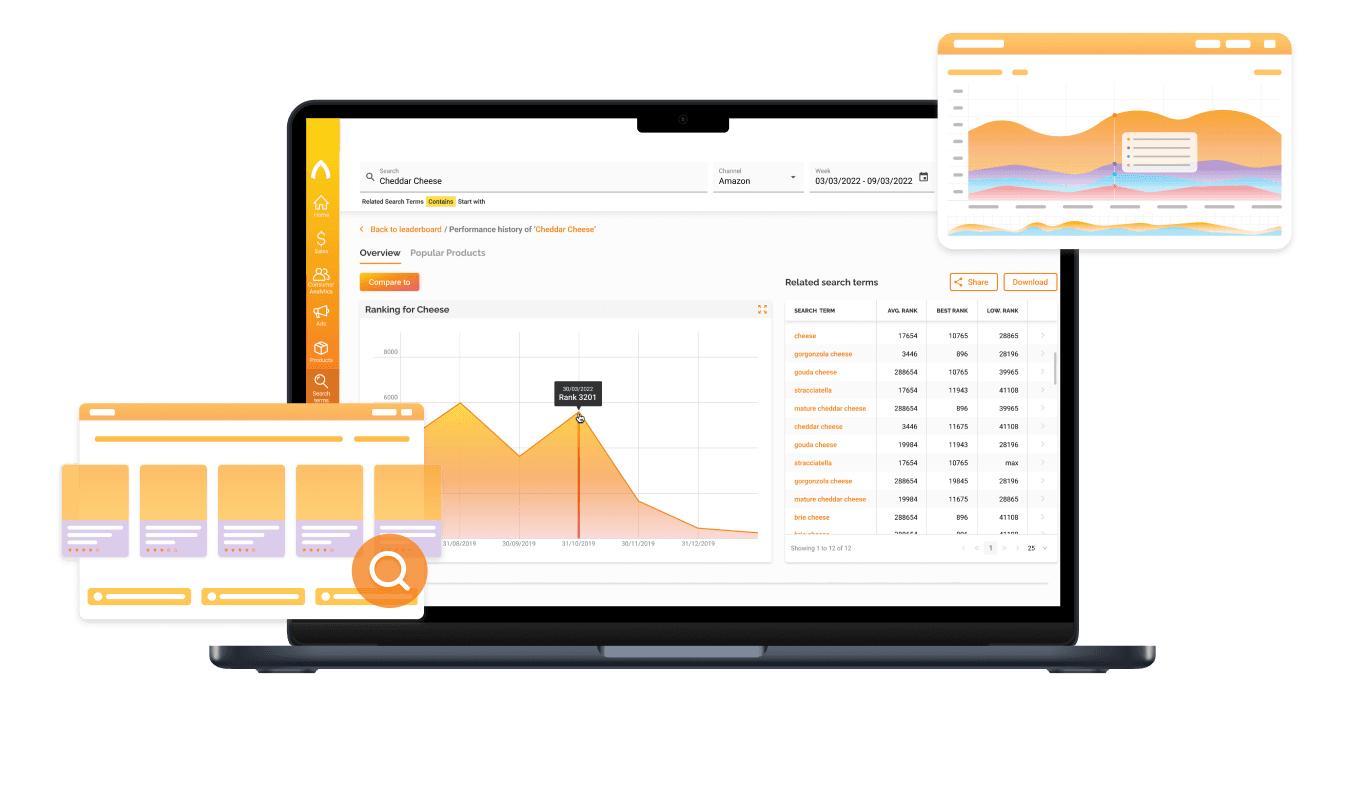 Search
Cheddar Cheese
Channel
Amazon
Week
03/03/2022 - 09/03/2022
Related Search Terms Contains Start with
Home
Sales
Consumer
Analytics
Ads
Products
Search
terms
Back to leaderboard / Performance history of 'Cheddar Cheese'
Overview Popular Products
Compare to
Ranking for Cheese
8000
6000
30/03/2022
Rank 3201
31/08/2019 30/09/2019 31/10/2019 30/11/2019 31/12/2019
Related search terms
Share
Download
SEARCH TERM AVG. RANK BEST RANK LOW. RANK
cheese 17654 10765 28865
gorgonzola cheese 3446 896 28196
gouda cheese 288654 10765 39965
stracciatella 17654 11943 41108
mature cheddar cheese 288654 896 39965
cheddar cheese 3446 11675 41108
gouda cheese 19984 11943 28196
stracciatella 17654 10765 max
gorgonzola cheese 288654 19845 28196
mature cheddar cheese 19984 11675 28865
brie cheese 288654 896 41108
Showing 1 to 12 of 12
1
25